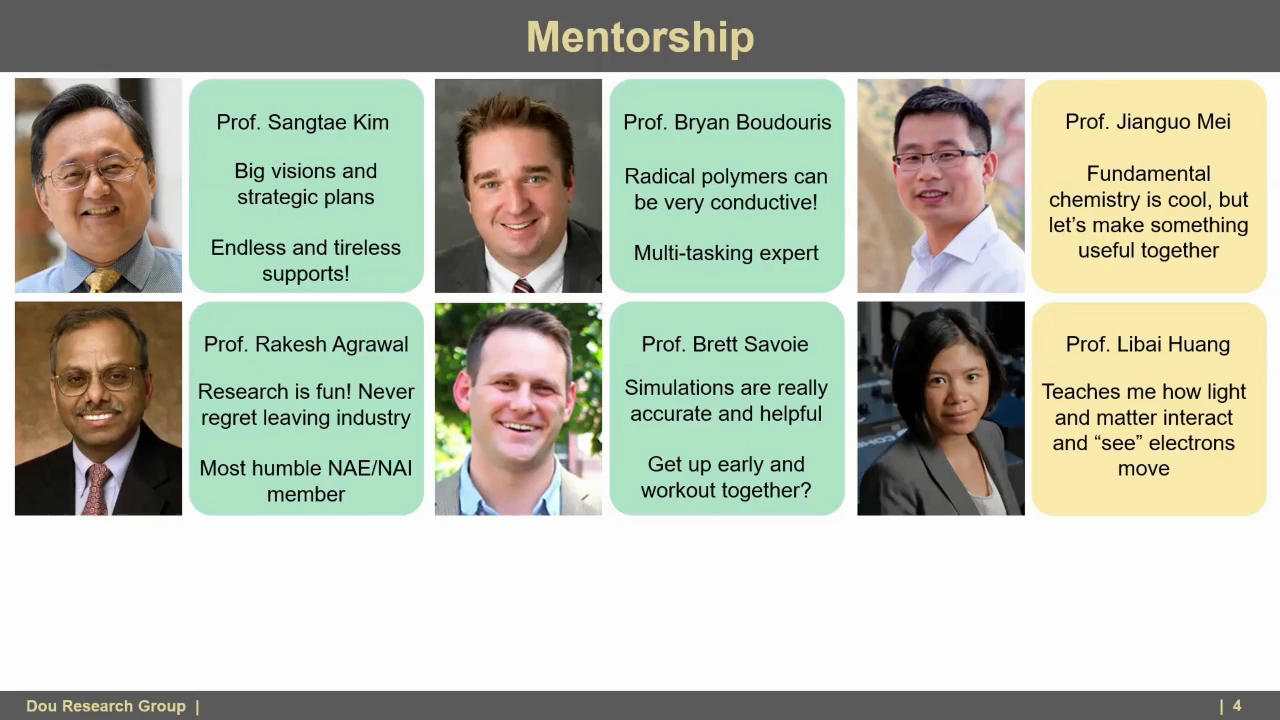 Mentorship
Prof. Sangtae Kim
Big visions and
strategic plans
Endless and tireless
supports!
Prof. Bryan Boudouris
Radical polymers can
be very conductive!
Multi-tasking expert
Prof. Jianguo Mei
Fundamental
chemistry is cool, but
let’s make something
useful together
Prof. Rakesh Agrawal
Research is fun! Never
regret leaving industry
Most humble NAE/NAI
member
Prof. Brett Savoie
Simulations are really
accurate and helpful
Get up early and
workout together?
Prof. Libai Huang
Teaches me how light
and matter interact
and “see” electrons
move
Dou Research Group |
| 4